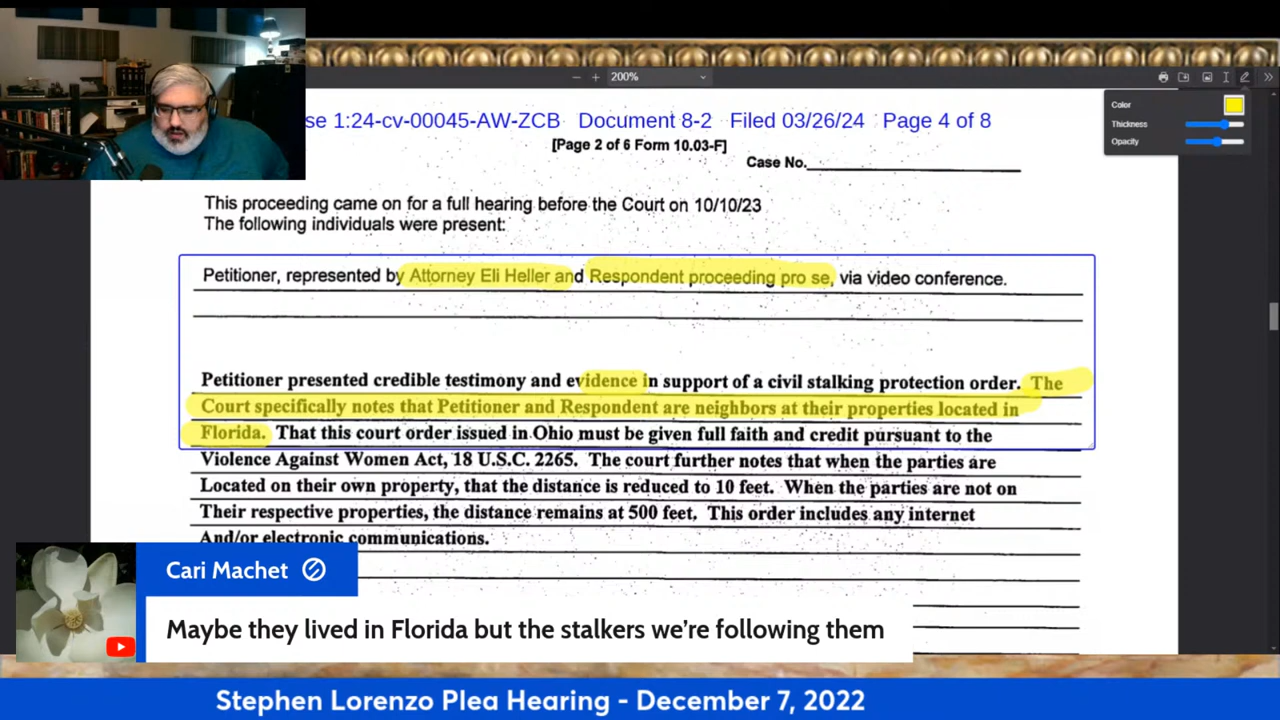 200%
Color
Thickness
Opacity
se 1:24-cv-00045-AW-ZCB Document 8-2 Filed 03/26/24 Page 4 of 8
[Page 2 of 6 Form 10.03-F]
Case No.
This proceeding came on for a full hearing before the Court on 10/10/23
The following individuals were present:
Petitioner, represented by Attorney Eli Heller and Respondent proceeding pro se, via video conference.
Petitioner presented credible testimony and evidence in support of a civil stalking protection order. The
Court specifically notes that Petitioner and Respondent are neighbors at their properties located in
Florida. That this court order issued in Ohio must be given full faith and credit pursuant to the
Violence Against Women Act, 18 U.S.C. 2265. The court further notes that when the parties are
Located on their own property, that the distance is reduced to 10 feet. When the parties are not on
Their respective properties, the distance remains at 500 feet. This order includes any internet
And/or electronic communications.
Cari Machet
Maybe they lived in Florida but the stalkers we’re following them
Stephen Lorenzo Plea Hearing - December 7, 2022